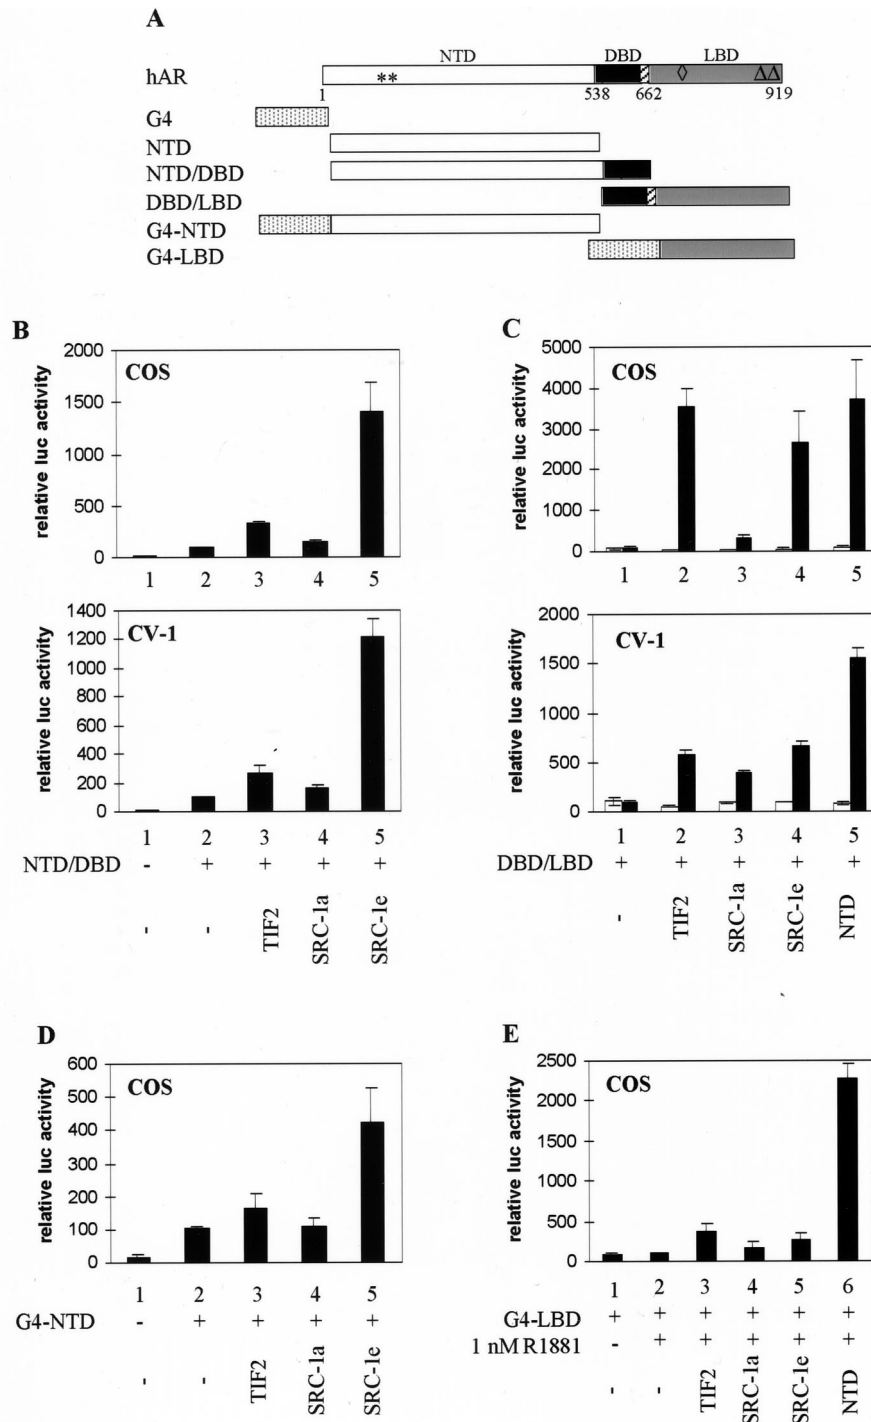 A
NTD DBD LBD
hAR
**
◊ ΔΔ
1 538 662 919
G4
NTD
NTD/DBD
DBD/LBD
G4-NTD
G4-LBD
B
COS
relative luc activity
2000
1500
1000
500
0
1 2 3 4 5
CV-1
relative luc activity
1400
1200
1000
800
600
400
200
0
1 2 3 4 5
NTD/DBD - + + + +
- - TIF2 SRC-1a SRC-1e
C
COS
relative luc activity
5000
4000
3000
2000
1000
0
1 2 3 4 5
CV-1
relative luc activity
2000
1500
1000
500
0
1 2 3 4 5
DBD/LBD + + + + +
- TIF2 SRC-1a SRC-1e NTD
D
COS
relative luc activity
600
500
400
300
200
100
0
1 2 3 4 5
G4-NTD - + + + +
- - TIF2 SRC-1a SRC-1e
E
COS
relative luc activity
2500
2000
1500
1000
500
0
1 2 3 4 5 6
G4-LBD + + + + + +
1 nM R1881 - + + + + +
- - TIF2 SRC-1a SRC-1e NTD